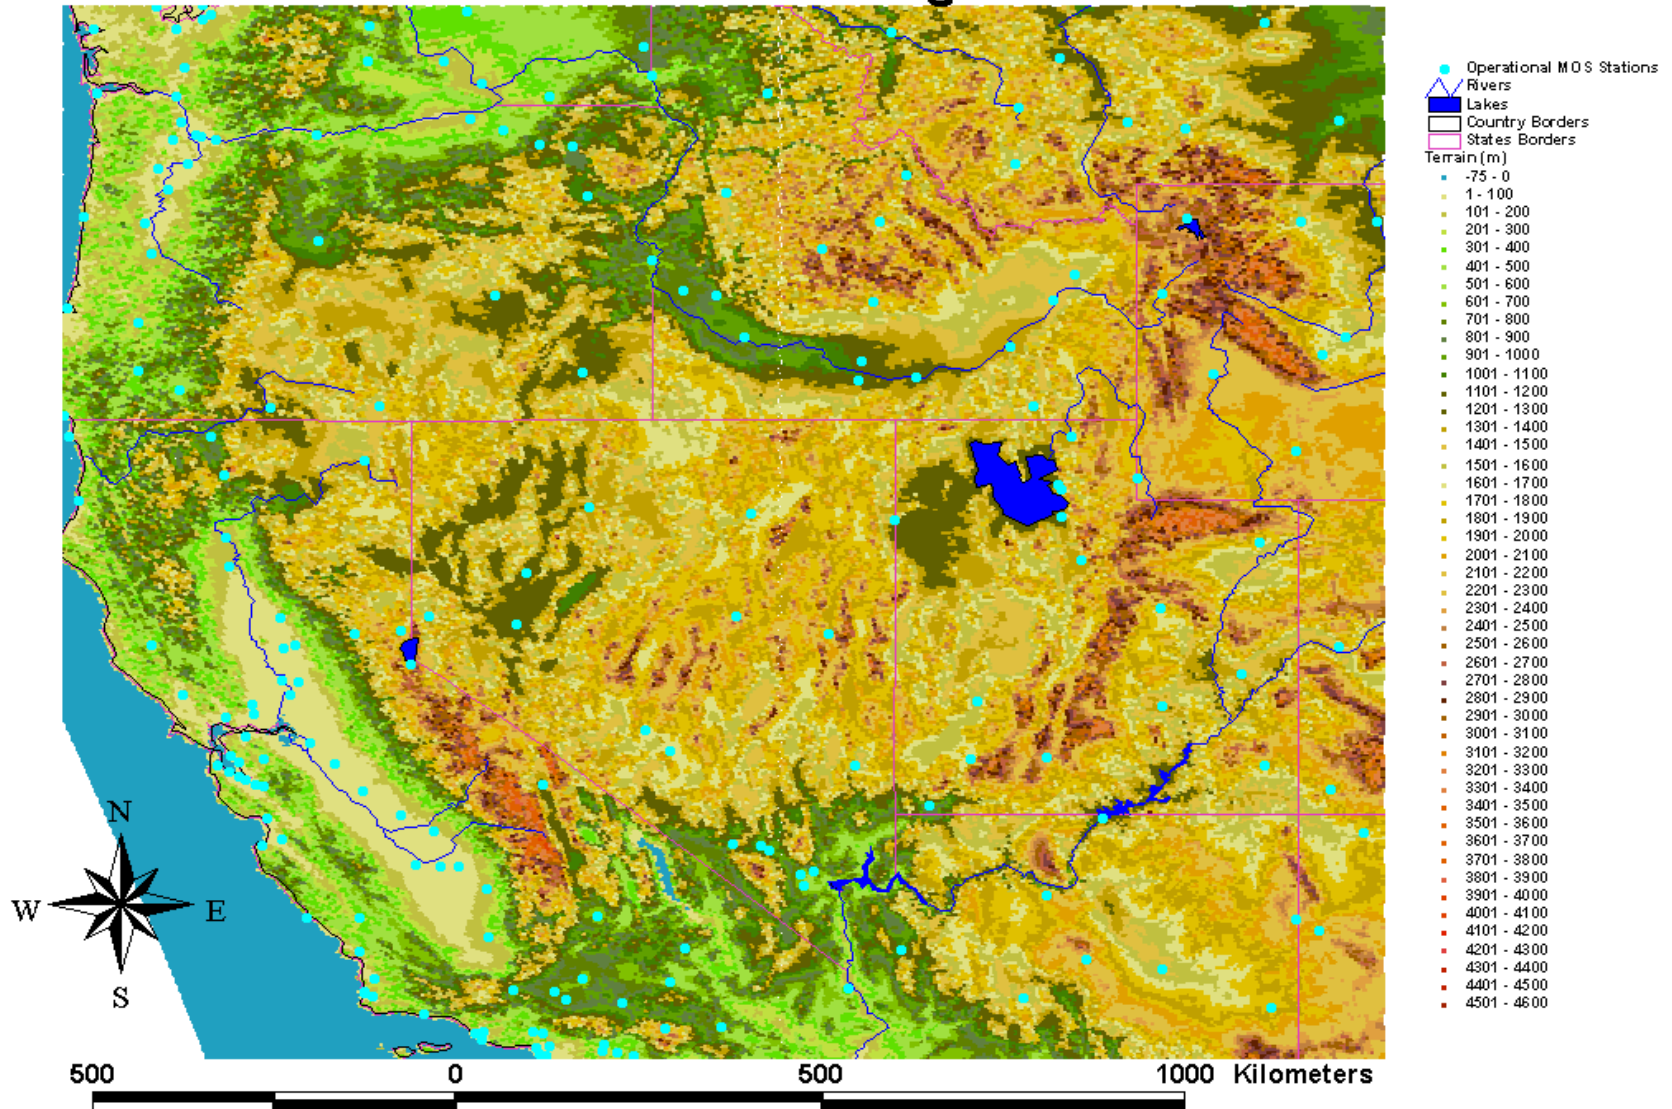 g
Operational MOS Stations
Rivers
Lakes
Country Borders
States Borders
Terrain (m)
-75 - 0
1 - 100
101 - 200
201 - 300
301 - 400
401 - 500
501 - 600
601 - 700
701 - 800
801 - 900
901 - 1000
1001 - 1100
1101 - 1200
1201 - 1300
1301 - 1400
1401 - 1500
1501 - 1600
1601 - 1700
1701 - 1800
1801 - 1900
1901 - 2000
2001 - 2100
2101 - 2200
2201 - 2300
2301 - 2400
2401 - 2500
2501 - 2600
2601 - 2700
2701 - 2800
2801 - 2900
2901 - 3000
3001 - 3100
3101 - 3200
3201 - 3300
3301 - 3400
3401 - 3500
3501 - 3600
3601 - 3700
3701 - 3800
3801 - 3900
3901 - 4000
4001 - 4100
4101 - 4200
4201 - 4300
4301 - 4400
4401 - 4500
4501 - 4600
N
W E
S
500 0 500 1000 Kilometers